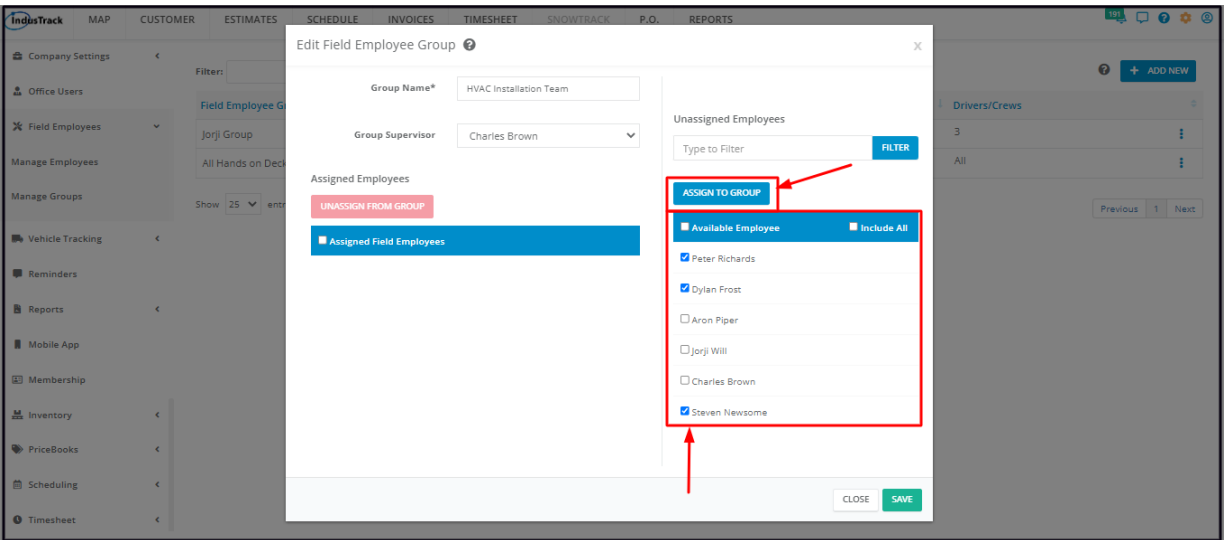 IndusTrack MAP CUSTOMER ESTIMATES SCHEDULE INVOICES TIMESHEET SNOWTRACK P.O. REPORTS 191
Company Settings
Office Users
Field Employees
Manage Employees
Manage Groups
Vehicle Tracking
Reminders
Reports
Mobile App
Membership
Inventory
PriceBooks
Scheduling
Timesheet
Filter:
+ ADD NEW
Field Employee Drivers/Crews
Jorji Group 3
All Hands on Deck All
Show 25
Previous 1 Next
Edit Field Employee Group ? X
Group Name* HVAC Installation Team
Group Supervisor Charles Brown
Assigned Employees
UNASSIGN FROM GROUP
Assigned Field Employees
Unassigned Employees
Type to Filter FILTER
ASSIGN TO GROUP
Available Employee Include All
Peter Richards
Dylan Frost
Aron Piper
Jorji Will
Charles Brown
Steven Newsome
CLOSE SAVE